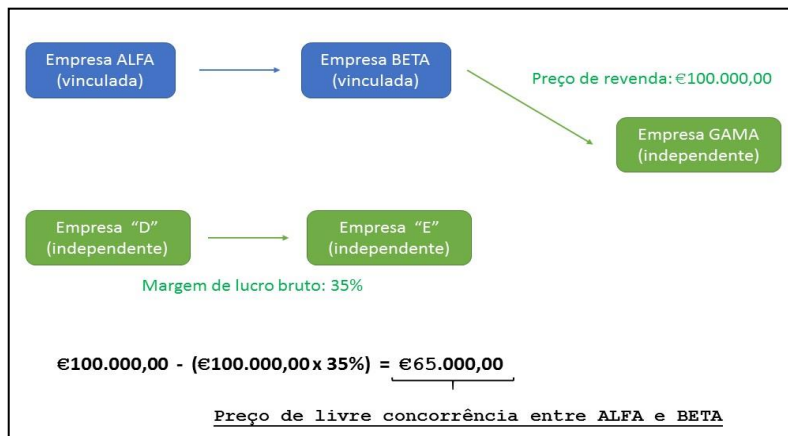 Empresa ALFA
(vinculada)
Empresa BETA
(vinculada)
Preço de revenda: €100.000,00
Empresa GAMA
(independente)
Empresa “D”
(independente)
Empresa “E”
(independente)
Margem de lucro bruto: 35%
€100.000,00 - (€100.000,00 x 35%) = €65.000,00
Preço de livre concorrência entre ALFA e BETA